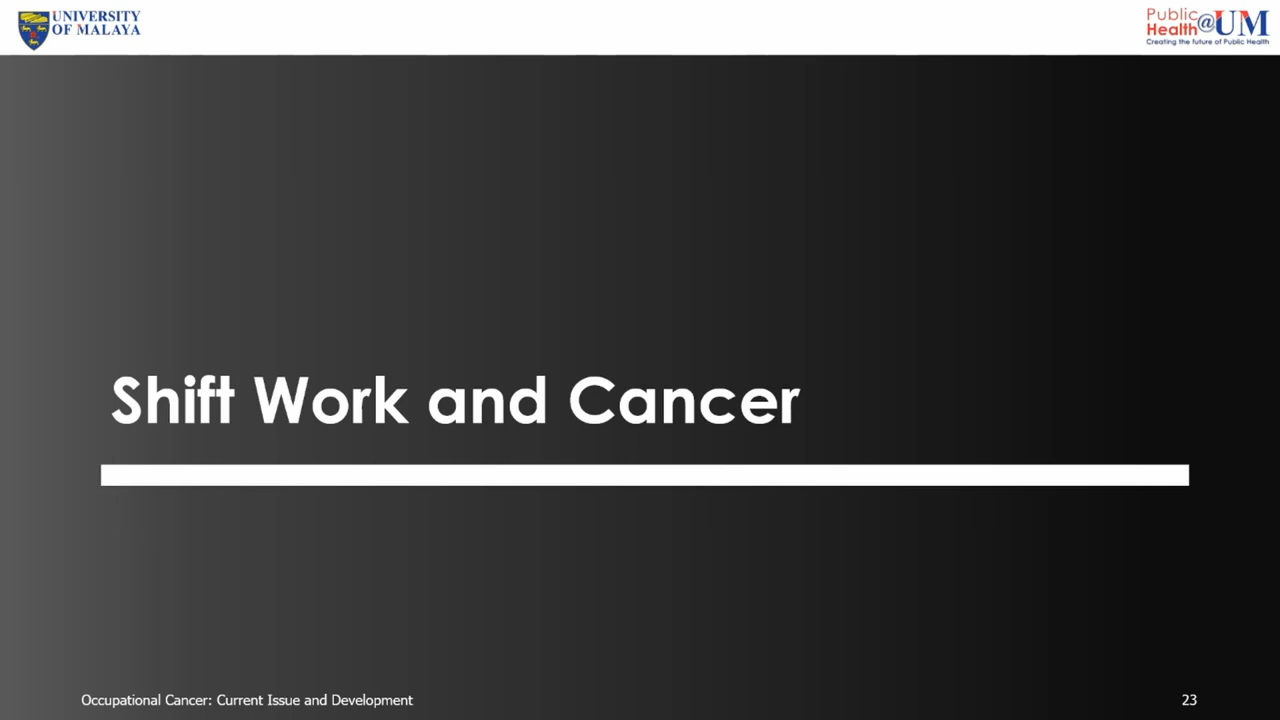 UNIVERSITY
OF MALAYA
Public
Health@UM
Creating the future of Public Health
Shift Work and Cancer
Occupational Cancer: Current Issue and Development
23